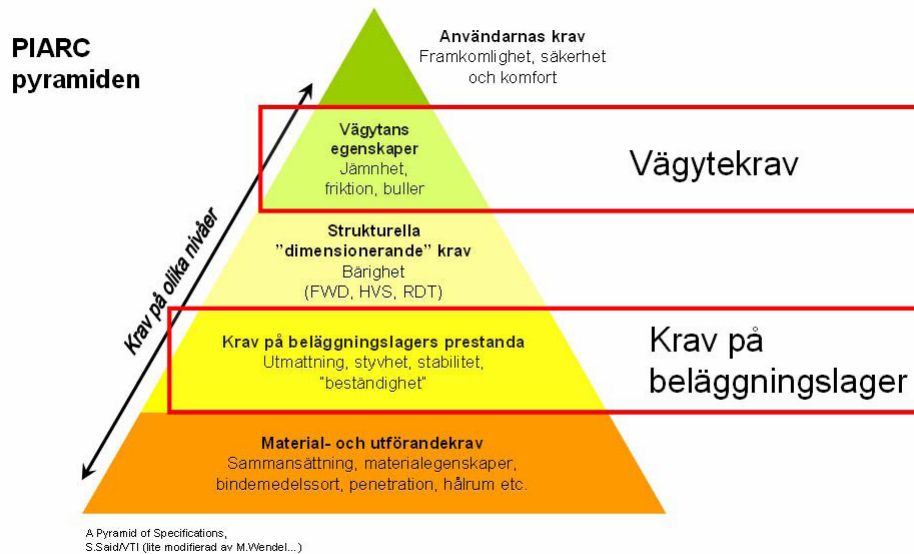 PIARC
pyramiden
Användarnas krav
Framkomlighet, säkerhet
och komfort
Vägytans
egenskaper
Jämnhet,
friktion, buller
Vägytekrav
Krav på olika nivåer
Strukturella
”dimensionerande” krav
Bärighet
(FWD, HVS, RDT)
Krav på beläggningslagers prestanda
Utmattning, styvhet, stabilitet,
"beständighet"
Krav på
beläggningslager
Material- och utförandekrav
Sammansättning, materialegenskaper,
bindemedelssort, penetration, hålrum etc.
A Pyramid of Specifications,
S.Said/VTI (lite modifierad av M.Wendel...)